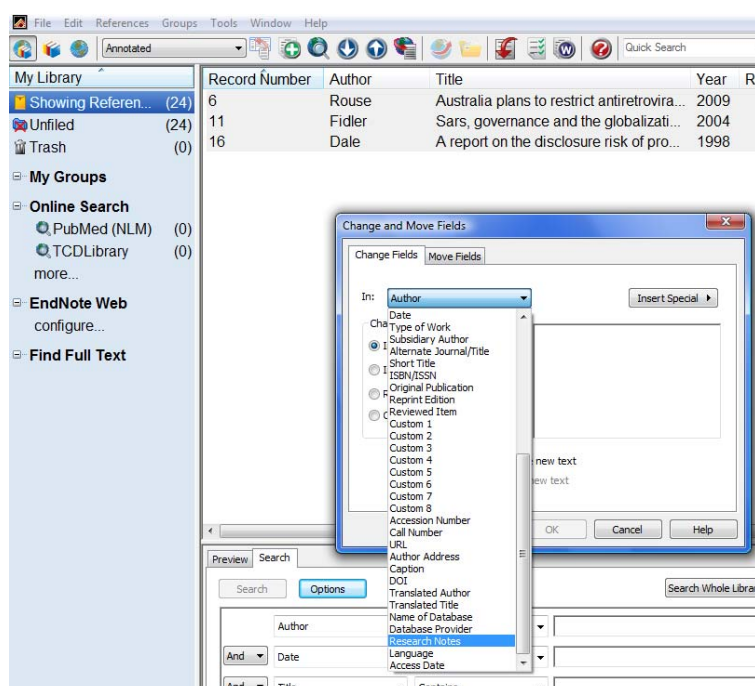 File Edit References Groups Tools Window Help
Annotated
Quick Search
My Library
Showing Referen... (24)
Unfiled (24)
Trash (0)
My Groups
Online Search
PubMed (NLM) (0)
TCDLibrary (0)
more...
EndNote Web
configure...
Find Full Text
Record Number Author Title Year R
6 Rouse Australia plans to restrict antiretrovira... 2009
11 Fidler Sars, governance and the globalizati... 2004
16 Dale A report on the disclosure risk of pro... 1998
Change and Move Fields
Change Fields Move Fields
In: Author Insert Special
Cha
Date
Type of Work
Subsidiary Author
Alternate Journal/Title
Short Title
ISBN/ISSN
Original Publication
Reprint Edition
Reviewed Item
Custom 1
Custom 2
Custom 3
Custom 4
Custom 5
Custom 6
Custom 7
Custom 8
Accession Number
Call Number
URL
Author Address
Caption
DOI
Translated Author
Translated Title
Name of Database
Database Provider
Research Notes
Language
Access Date
new text
OK Cancel Help
Preview Search
Search Options Search Whole Librar
Author
And Date
And Title Contains